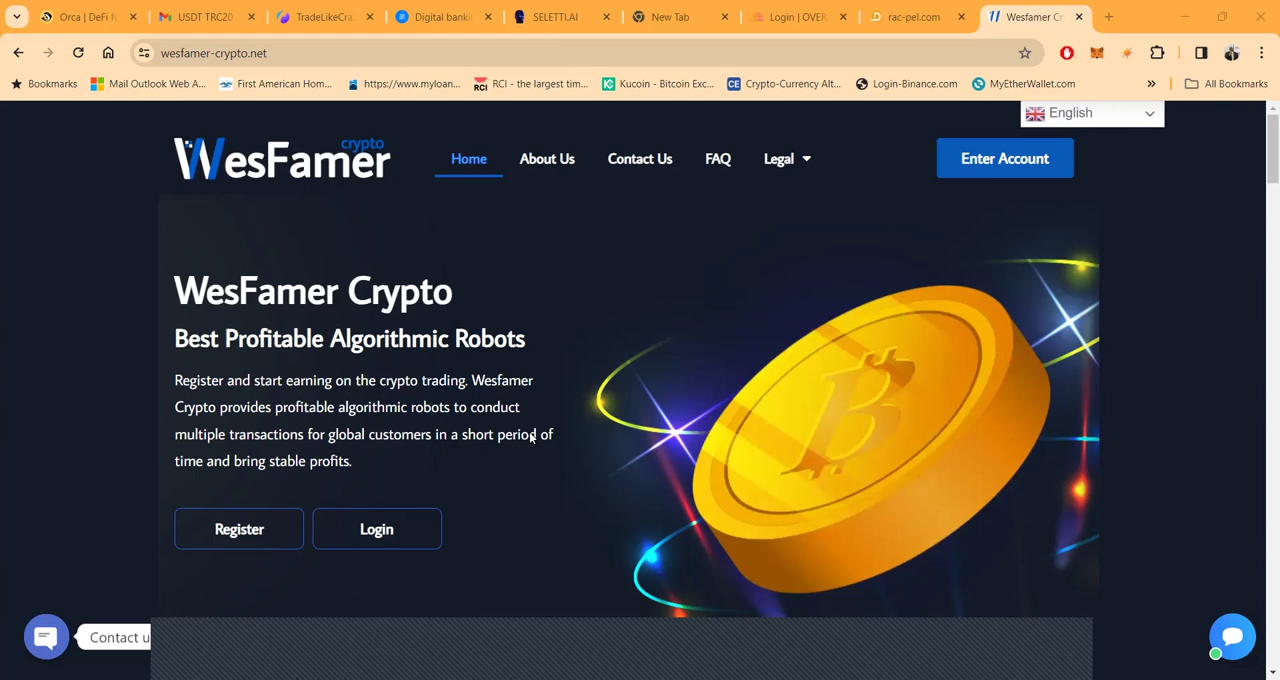 Orca | DeFi f
USDT TRC20
TradeLikeCra
Digital banki
SELETTI.AI
New Tab
Login | OVER
rac-pel.com
Wesfamer Cr
wesfamer-crypto.net
Bookmarks
Mail Outlook Web A...
First American Hom...
https://www.myloan...
RCI - the largest tim...
Kucoin - Bitcoin Exc...
Crypto-Currency Alt...
Login-Binance.com
MyEtherWallet.com
All Bookmarks
English
WesFamer crypto
Home
About Us
Contact Us
FAQ
Legal
Enter Account
WesFamer Crypto
Best Profitable Algorithmic Robots
Register and start earning on the crypto trading. Wesfamer
Crypto provides profitable algorithmic robots to conduct
multiple transactions for global customers in a short period of
time and bring stable profits.
Register
Login
Contact u